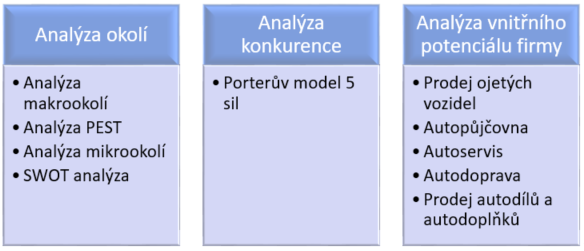 Analýza okolí
• Analýza
makrookolí
• Analýza PEST
• Analýza mikrookolí
• SWOT analýza
Analýza
konkurence
• Porterův model 5
sil
Analýza vnitřního
potenciálu firmy
• Prodej ojetých
vozidel
• Autopůjčovna
• Autoservis
• Autodoprava
• Prodej autodílů a
autodoplňků